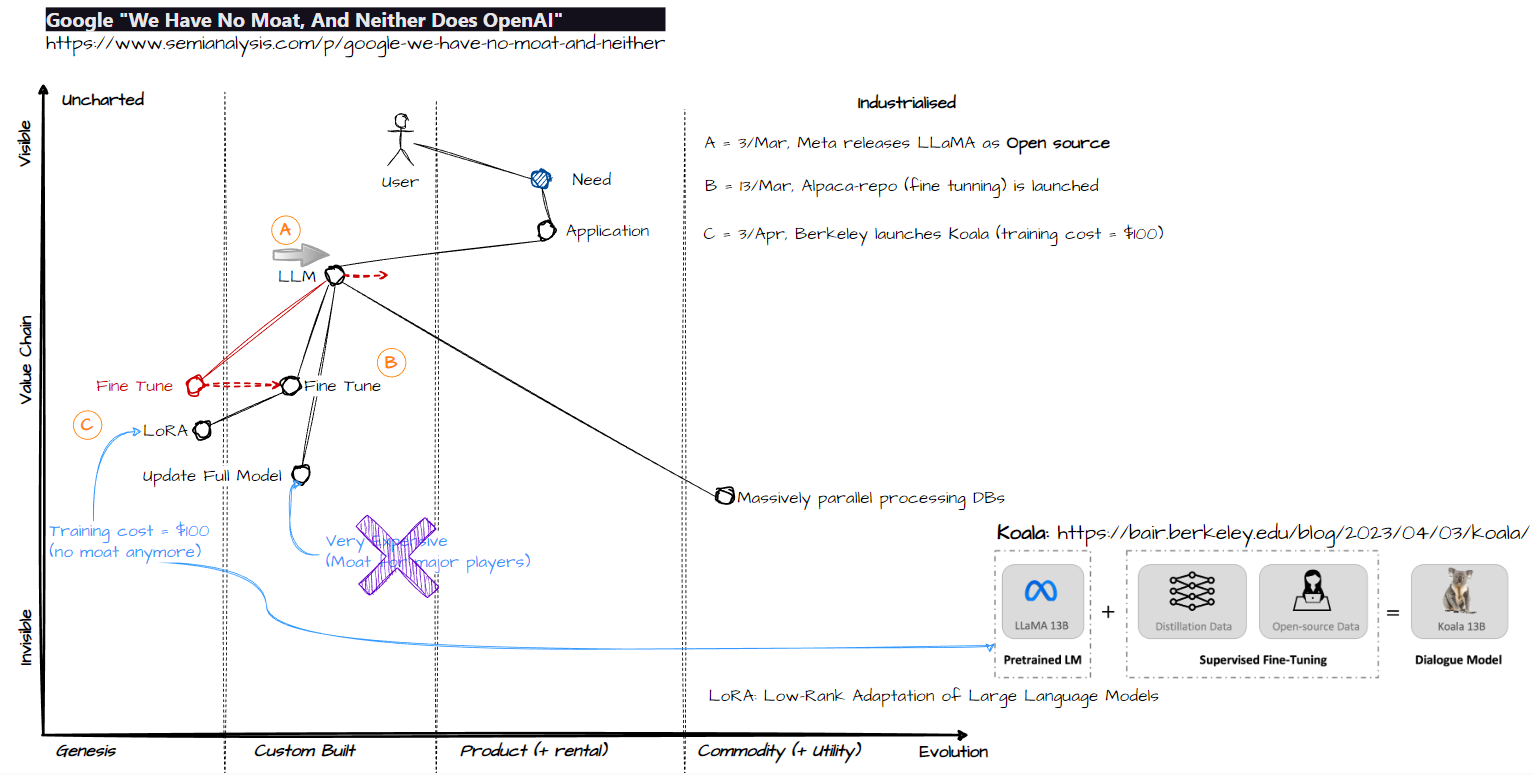 Google "We Have No Moat, And Neither Does OpenAI"
https://www.semianalysis.com/p/google-we-have-no-moat-and-neither
Uncharted
Industrialised
Visible
Value Chain
Invisible
User
Need
Application
A
LLM
A = 3/Mar, Meta releases LLaMA as Open source
B = 13/Mar, Alpaca-repo (fine tunning) is launched
C = 3/Apr, Berkeley launches Koala (training cost = $100)
B
Fine Tune
Fine Tune
C
LoRA
Update Full Model
Massively parallel processing DBs
Training cost = $100
(no moat anymore)
Very Expensive
(Moat for major players)
Koala: https://bair.berkeley.edu/blog/2023/04/03/koala/
LLaMA 13B
+
Distillation Data
Open-source Data
=
Koala 13B
Pretrained LM
Supervised Fine-Tuning
Dialogue Model
LoRA: Low-Rank Adaptation of Large Language Models
Genesis
Custom Built
Product (+ rental)
Commodity (+ Utility)
Evolution